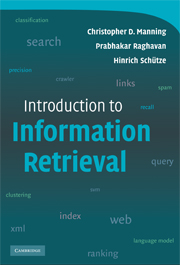 classification
Christopher D. Manning
search
Prabhakar Raghavan
Hinrich Schütze
precision
crawler
links
spam
Introduction to
recall
Information
Retrieval
query
clustering
index
web
xml
language model
CAMBRIDGE
ranking